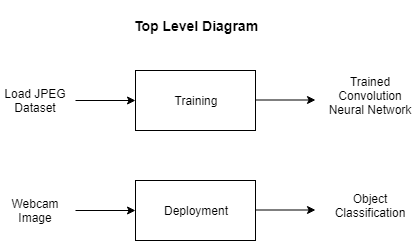 Top Level Diagram
Load JPEG
Dataset
Training
Trained
Convolution
Neural Network
Webcam
Image
Deployment
Object
Classification